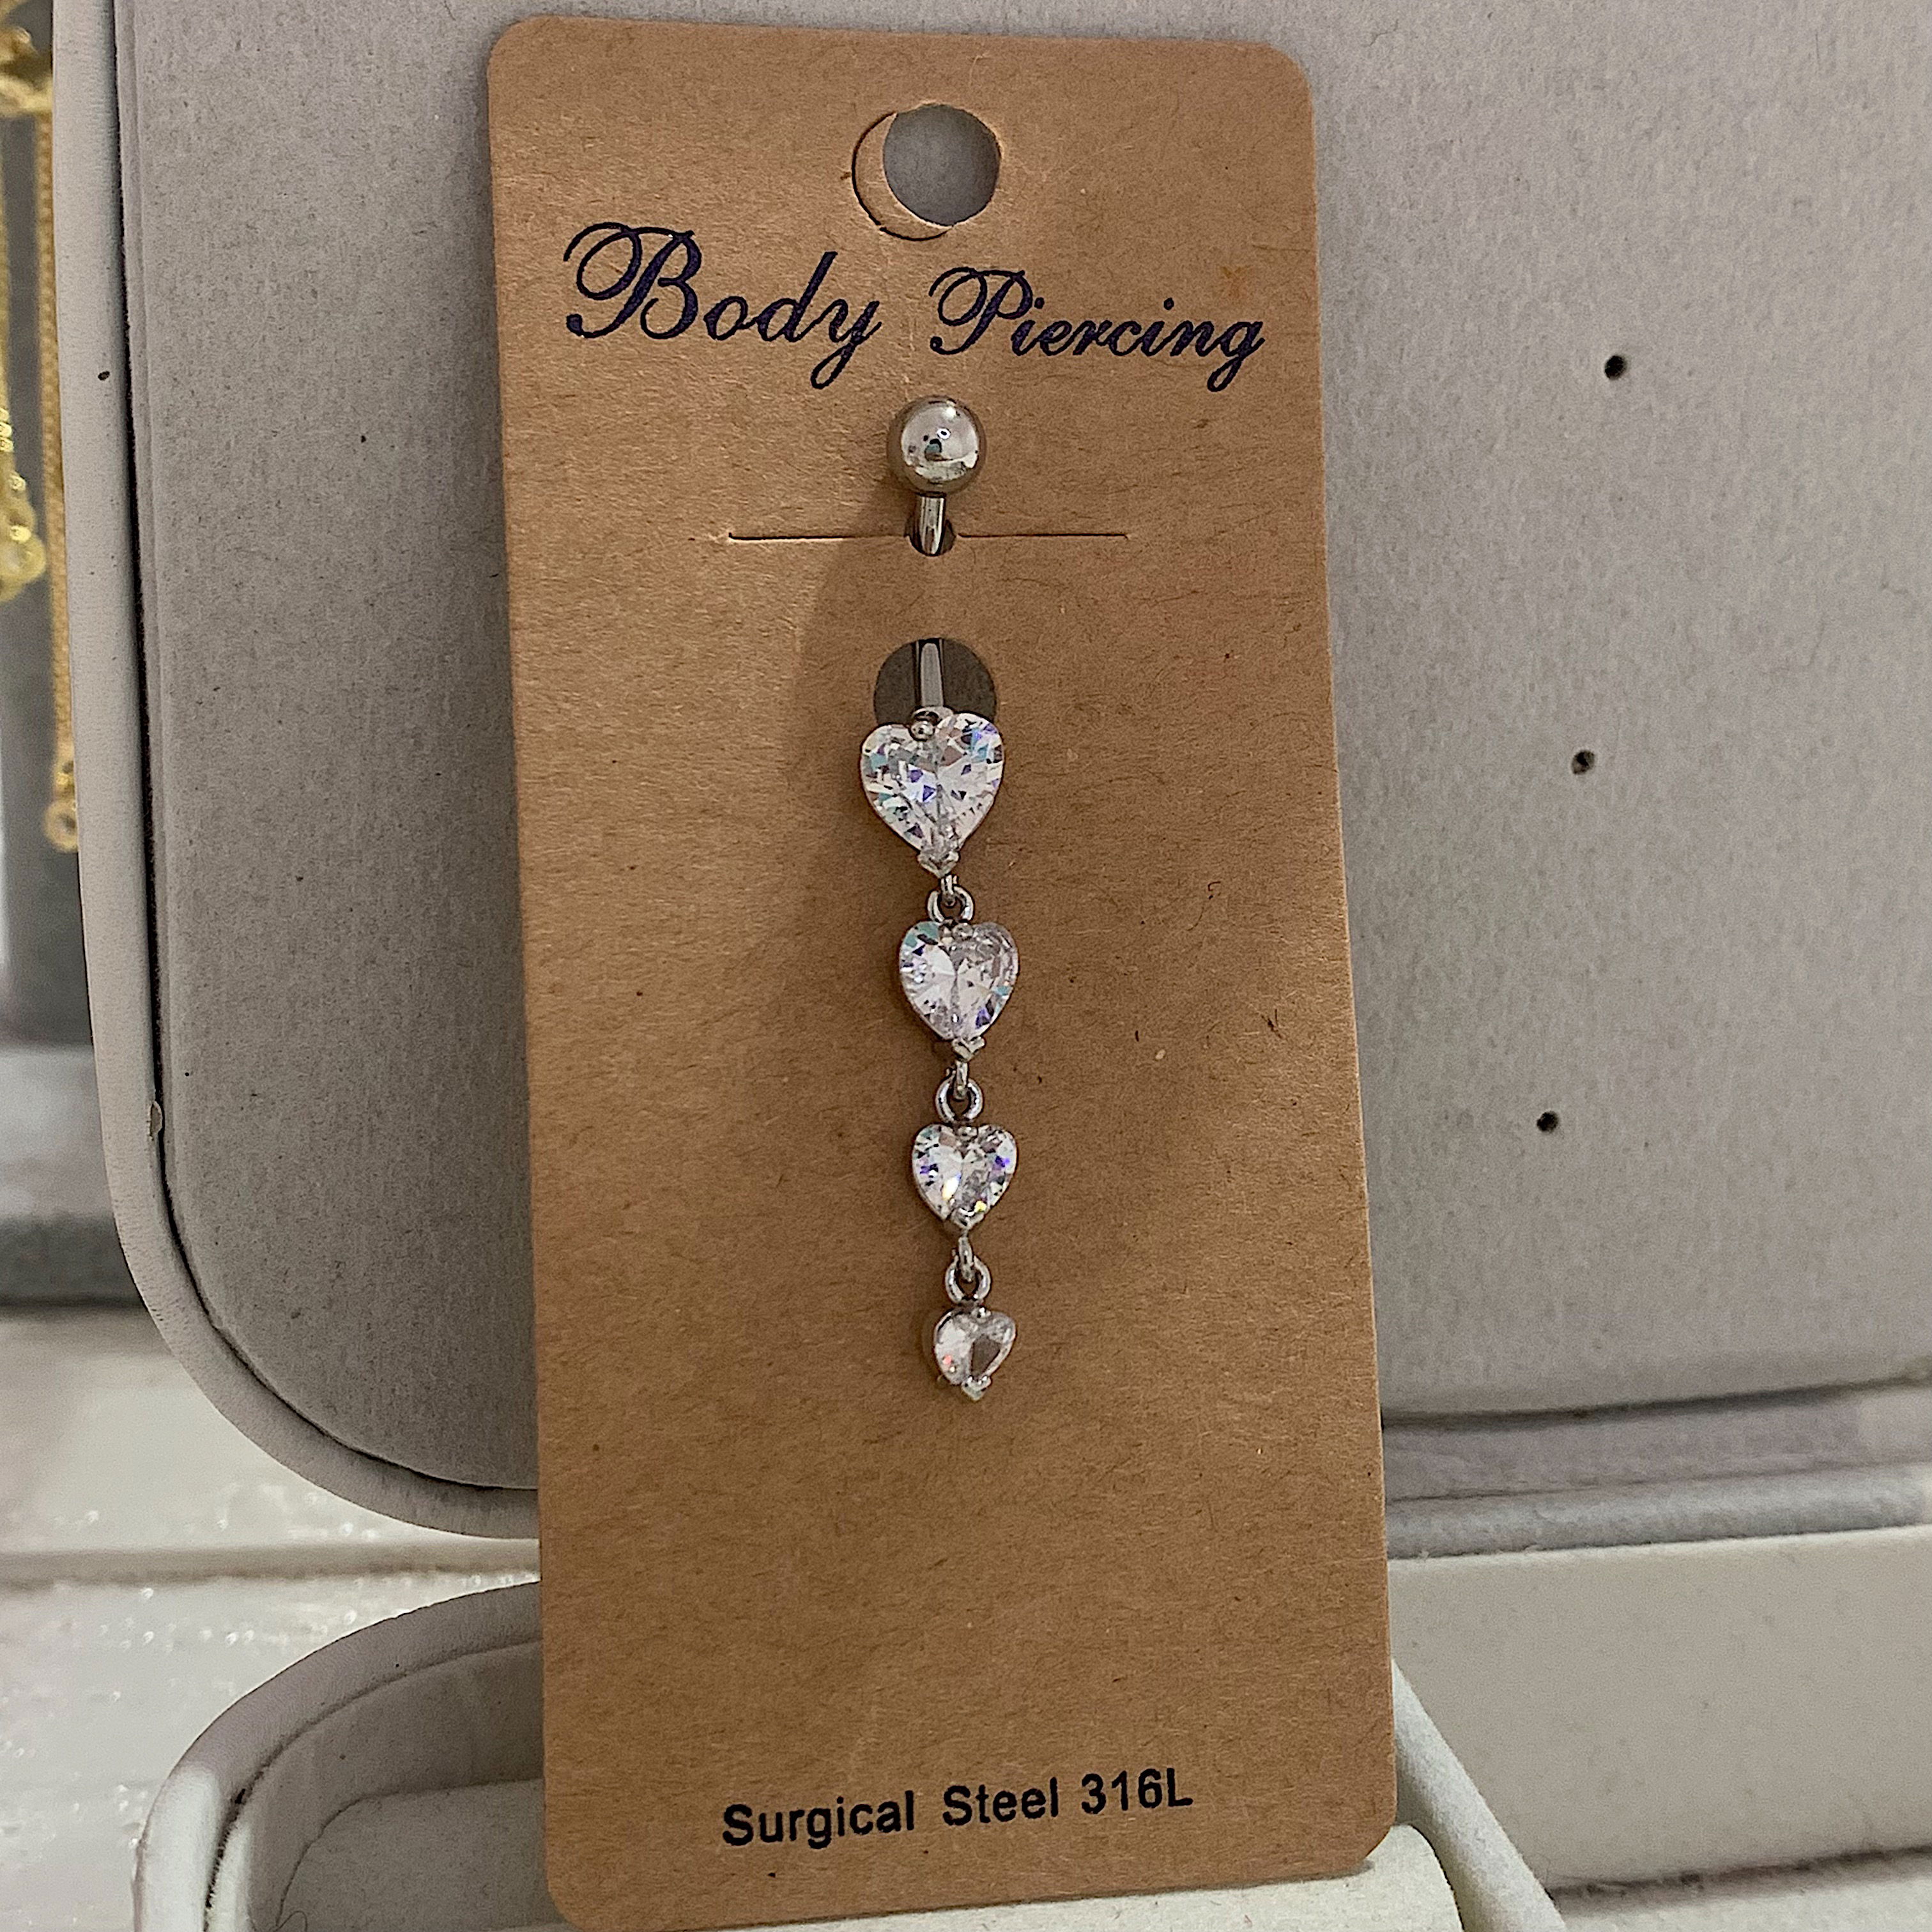 Body Piercing
Surgical Steel 316L